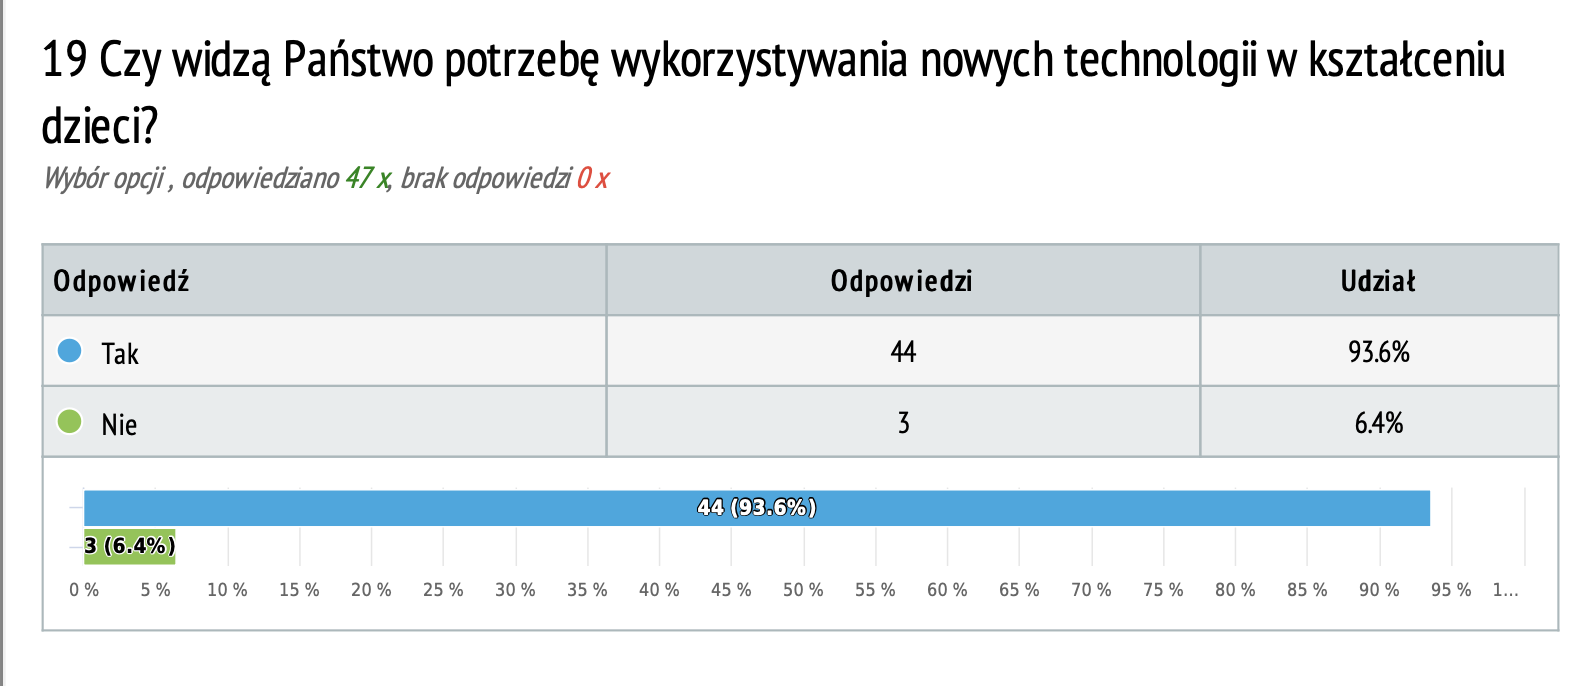 19 Czy widzą Państwo potrzebę wykorzystywania nowych technologii w kształceniu
dzieci?
Wybór opcji , odpowiedziano 47 x, brak odpowiedzi 0 x
Odpowiedź Odpowiedzi Udział
Tak 44 93.6%
Nie 3 6.4%
44 (93.6%)
3 (6.4%)
0 % 5 % 10 % 15 % 20 % 25 % 30 % 35 % 40 % 45 % 50 % 55 % 60 % 65 % 70 % 75 % 80 % 85 % 90 % 95 % 1...